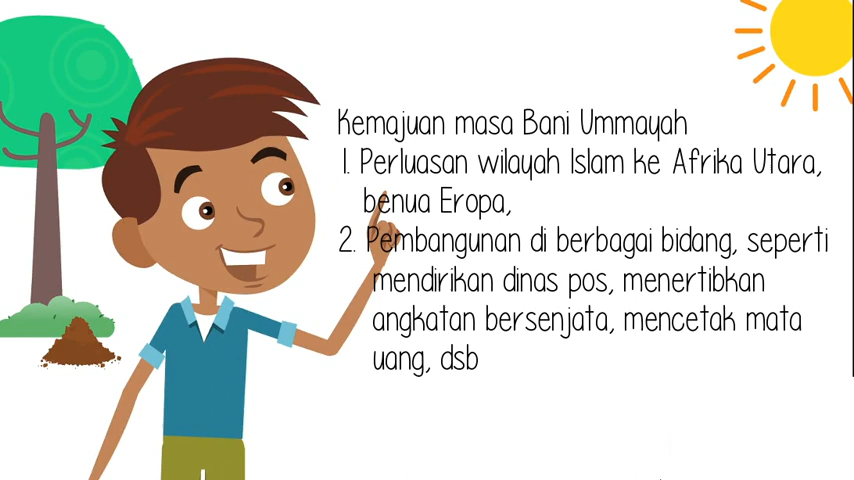 Kemajuan masa Bani Ummayah
1. Perluasan wilayah Islam ke Afrika Utara,
benua Eropa,
2. Pembangunan di berbagai bidang, seperti
mendirikan dinas pos, menertibkan
angkatan bersenjata, mencetak mata
uang, dsb